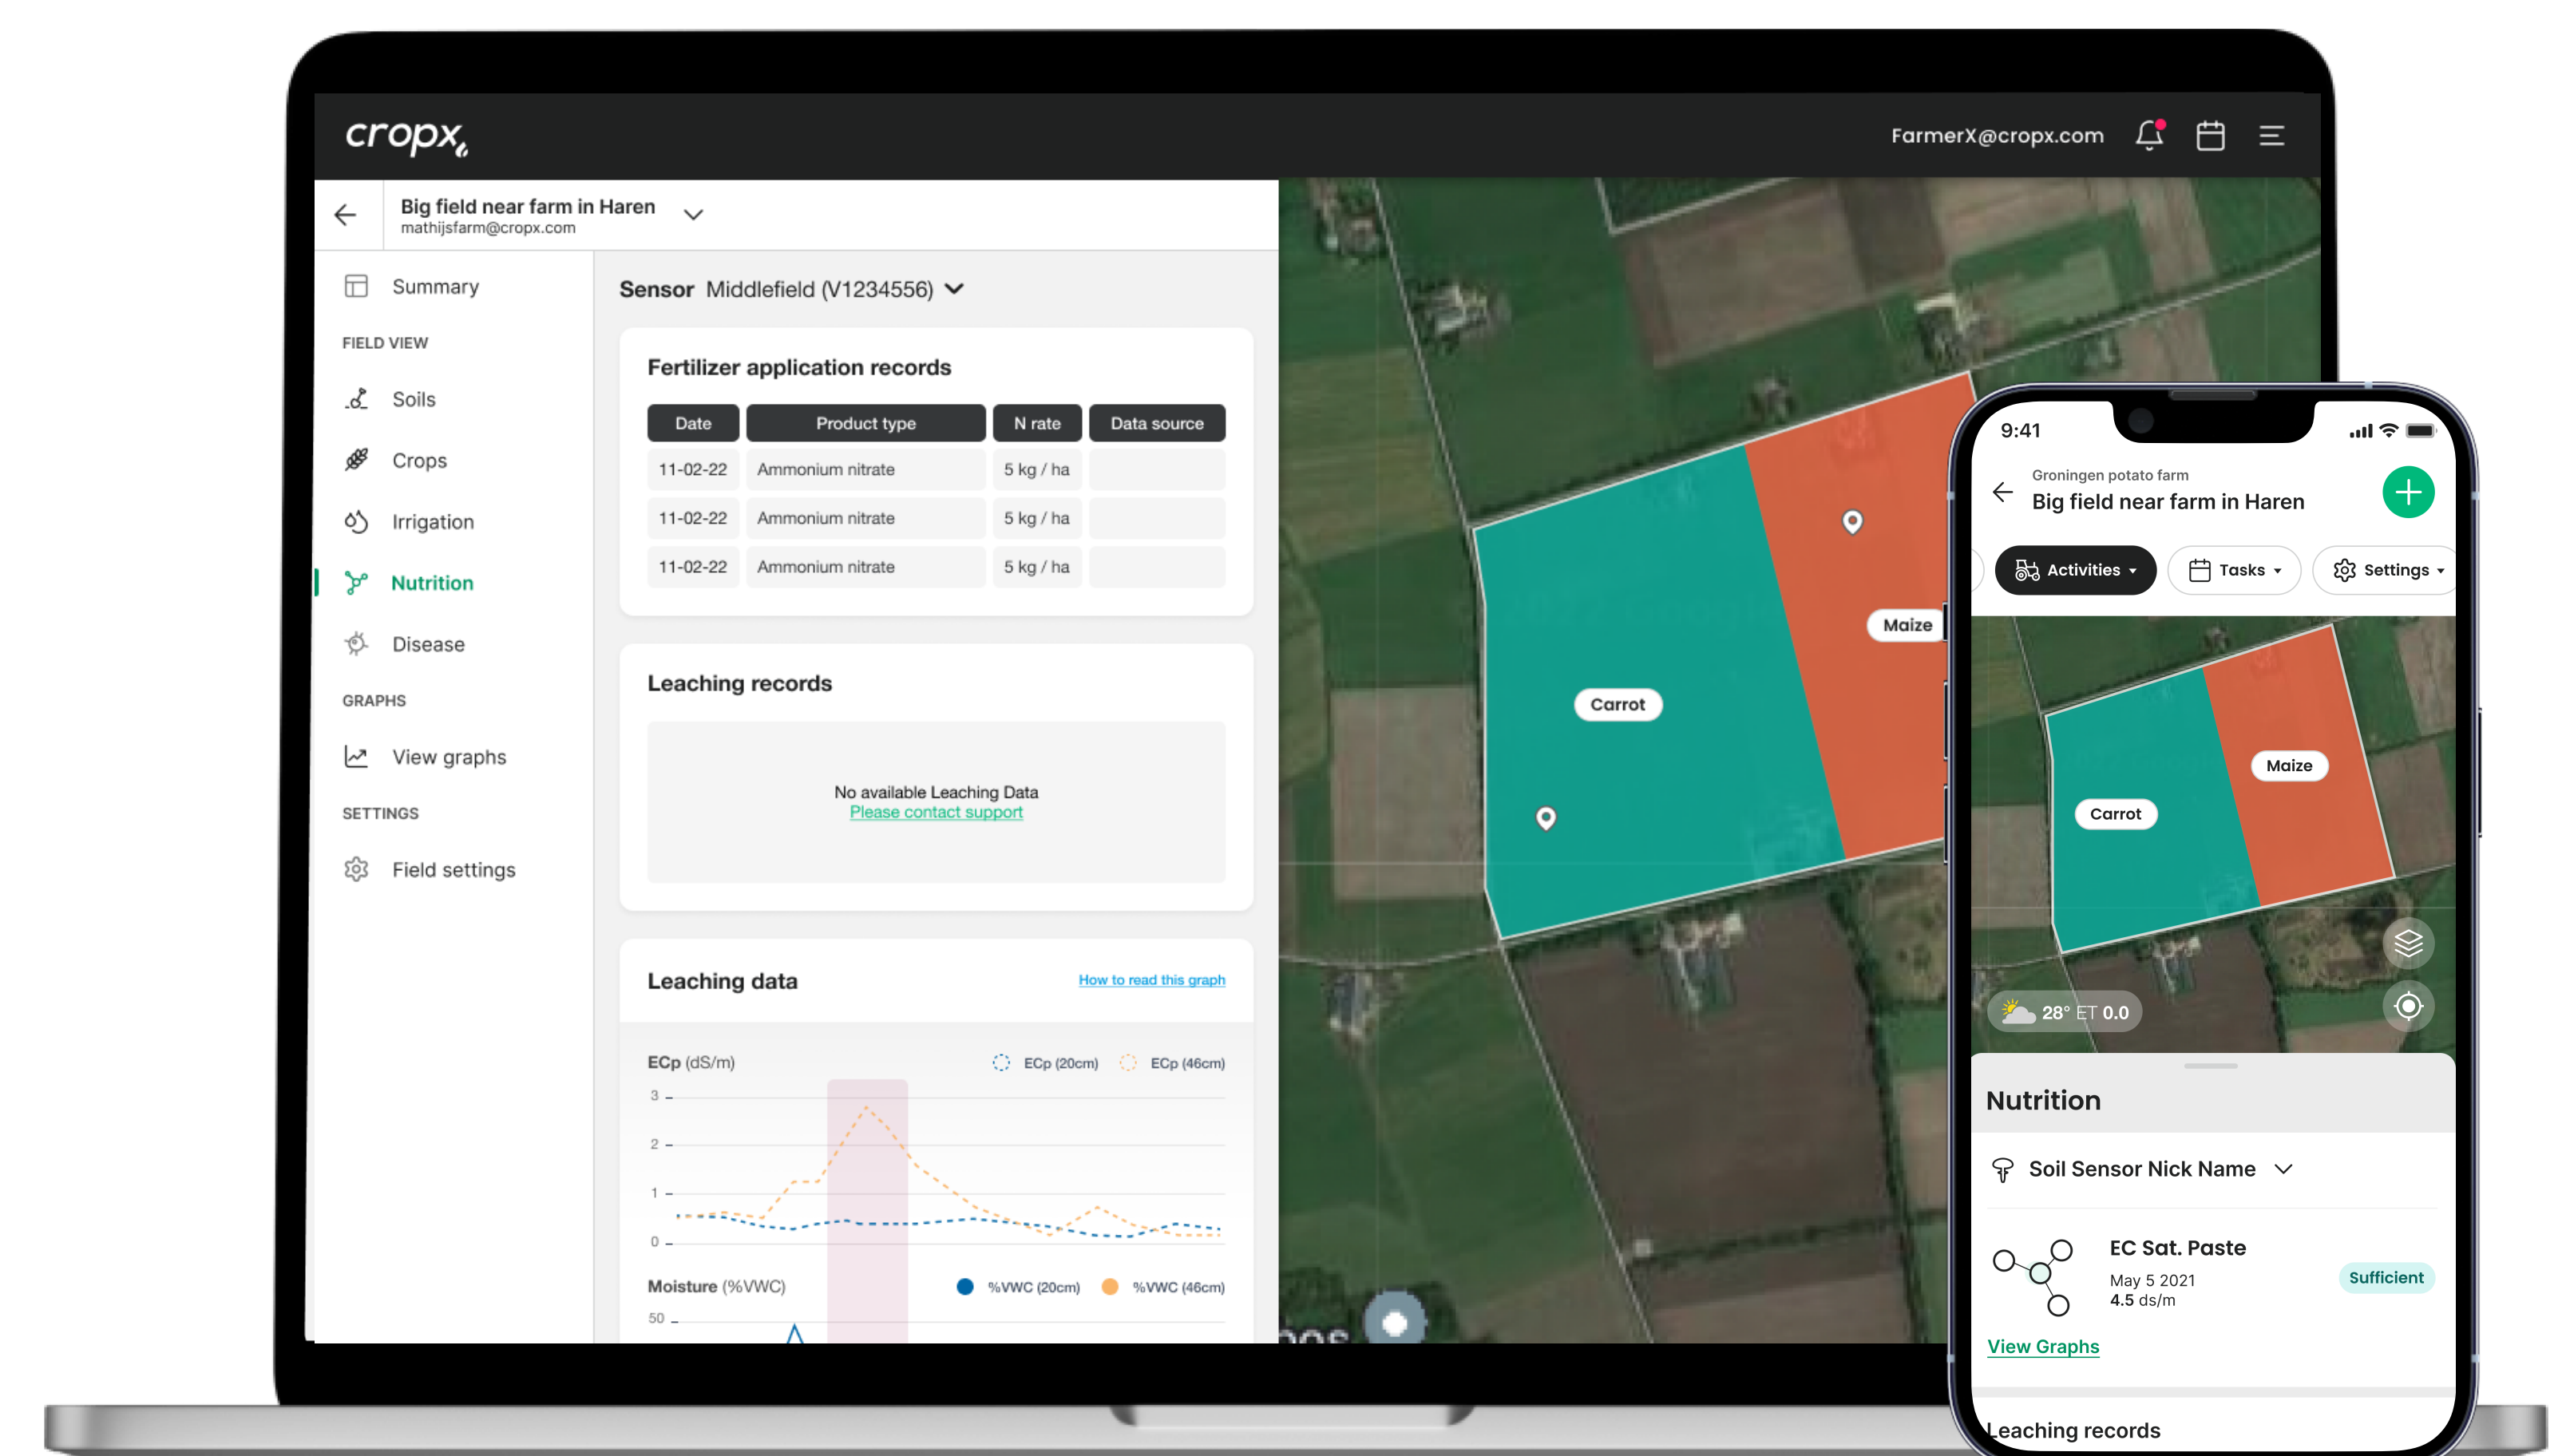 cropx
FarmerX@cropx.com
Big field near farm in Haren
mathijsfarm@cropx.com
Summary
FIELD VIEW
Soils
Crops
Irrigation
Nutrition
Disease
GRAPHS
View graphs
SETTINGS
Field settings
Sensor Middlefield (V1234556)
Fertilizer application records
Date Product type N rate Data source
11-02-22 Ammonium nitrate 5 kg / ha
11-02-22 Ammonium nitrate 5 kg / ha
11-02-22 Ammonium nitrate 5 kg / ha
Leaching records
No available Leaching Data
Please contact support
Leaching data How to read this graph
ECp (dS/m) ECp (20cm) ECp (46cm)
3
2
1
0
Moisture (%VWC) %VWC (20cm) %VWC (46cm)
50
Maize
Carrot
9:41
Groningen potato farm
Big field near farm in Haren
Activities Tasks Settings
Maize
Carrot
28° ET 0.0
Nutrition
Soil Sensor Nick Name
EC Sat. Paste
May 5 2021
4.5 ds/m
Sufficient
View Graphs
Leaching records